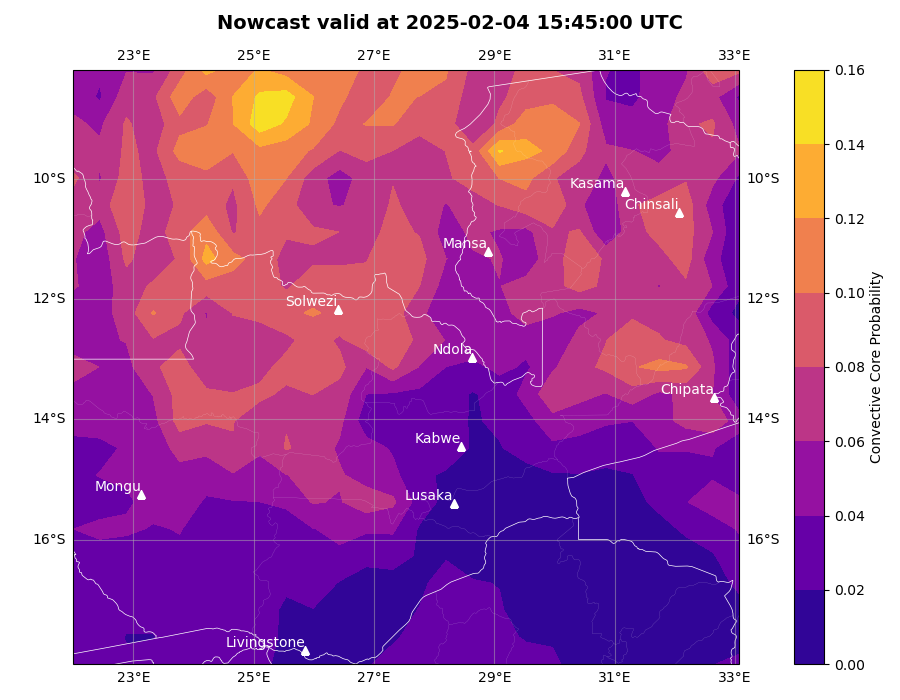 Nowcast valid at 2025-02-04 15:45:00 UTC
23°E 25°E 27°E 29°E 31°E 33°E
0.16
0.14
0.12
0.10
0.08
0.06
0.04
0.02
0.00
Convective Core Probability
10°S 10°S
12°S 12°S
14°S 14°S
16°S 16°S
Kasama
Chinsali
Mansa
Solwezi
Ndola
Chipata
Kabwe
Mongu
Lusaka
Livingstone
23°E 25°E 27°E 29°E 31°E 33°E